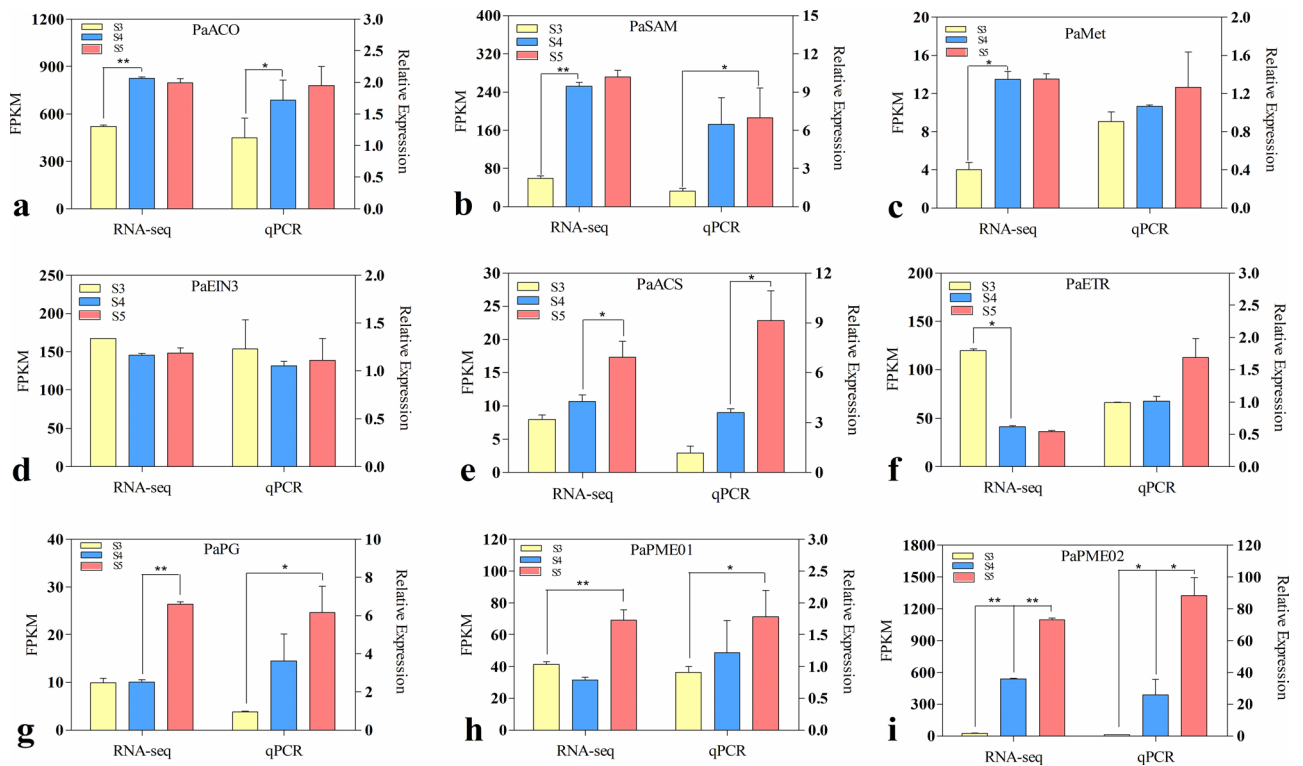 PaACO
S3
S4
S5
**
*
1200
900
600
300
0
FPKM
3.0
2.5
2.0
1.5
1.0
0.5
0.0
Relative Expression
RNA-seq
qPCR
a
PaSAM
S3
S4
S5
**
*
400
320
240
160
80
0
FPKM
15
12
9
6
3
0
Relative Expression
RNA-seq
qPCR
b
PaMet
S3
S4
S5
*
20
16
12
8
4
0
FPKM
2.0
1.6
1.2
0.8
0.4
0.0
Relative Expression
RNA-seq
qPCR
c
PaEIN3
S3
S4
S5
250
200
150
100
50
0
FPKM
2.0
1.5
1.0
0.5
0.0
Relative Expression
RNA-seq
qPCR
d
PaACS
S3
S4
S5
*
*
30
25
20
15
10
5
0
FPKM
12
9
6
3
0
Relative Expression
RNA-seq
qPCR
e
PaETR
S3
S4
S5
*
200
150
100
50
0
FPKM
3.0
2.5
2.0
1.5
1.0
0.5
0.0
Relative Expression
RNA-seq
qPCR
f
PaPG
S3
S4
S5
**
*
40
30
20
10
0
FPKM
10
8
6
4
2
0
Relative Expression
RNA-seq
qPCR
g
PaPME01
S3
S4
S5
**
*
120
100
80
60
40
20
0
FPKM
3.0
2.5
2.0
1.5
1.0
0.5
0.0
Relative Expression
RNA-seq
qPCR
h
PaPME02
S3
S4
S5
**
**
*
*
1800
1500
1200
900
600
300
0
FPKM
120
100
80
60
40
20
0
Relative Expression
RNA-seq
qPCR
i